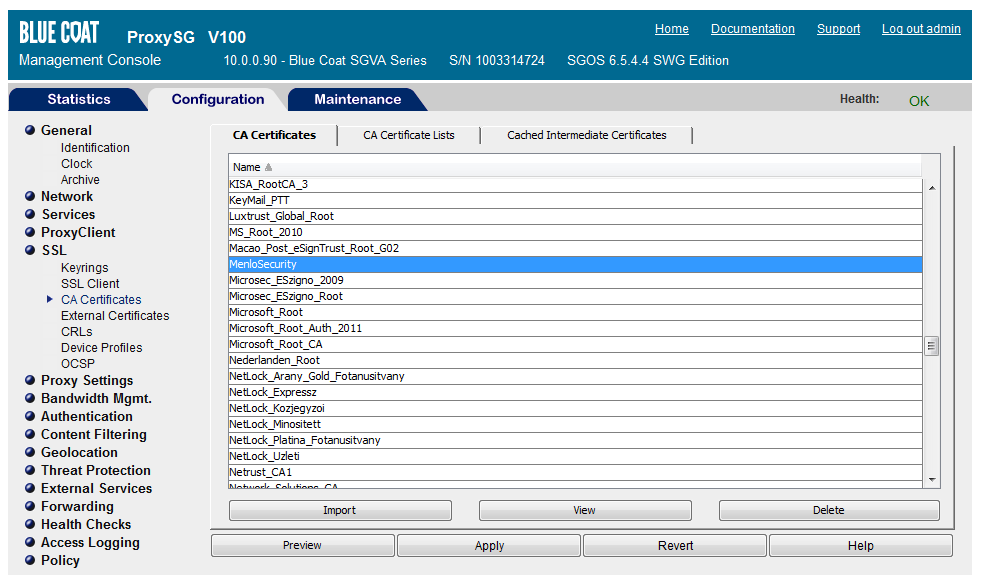 BLUE COAT ProxySG V100 Home Documentation Support Log out admin
Management Console 10.0.0.90 - Blue Coat SGVA Series S/N 1003314724 SGOS 6.5.4.4 SWG Edition
Statistics Configuration Maintenance Health: OK
General
Identification
Clock
Archive
Network
Services
ProxyClient
SSL
Keyrings
SSL Client
CA Certificates
External Certificates
CRLs
Device Profiles
OCSP
Proxy Settings
Bandwidth Mgmt.
Authentication
Content Filtering
Geolocation
Threat Protection
External Services
Forwarding
Health Checks
Access Logging
Policy
CA Certificates CA Certificate Lists Cached Intermediate Certificates
Name
KISA_RootCA_3
KeyMail_PTT
Luxtrust_Global_Root
MS_Root_2010
Macao_Post_eSignTrust_Root_G02
MenloSecurity
Microsec_ESzigno_2009
Microsec_ESzigno_Root
Microsoft_Root
Microsoft_Root_Auth_2011
Microsoft_Root_CA
Nederlanden_Root
NetLock_Arany_Gold_Fotanusitvany
NetLock_Expressz
NetLock_Kozjegyzoi
NetLock_Minositett
NetLock_Platina_Fotanusitvany
NetLock_Uzleti
Netrust_CA1
Network_Solutions_CA
Import View Delete
Preview Apply Revert Help